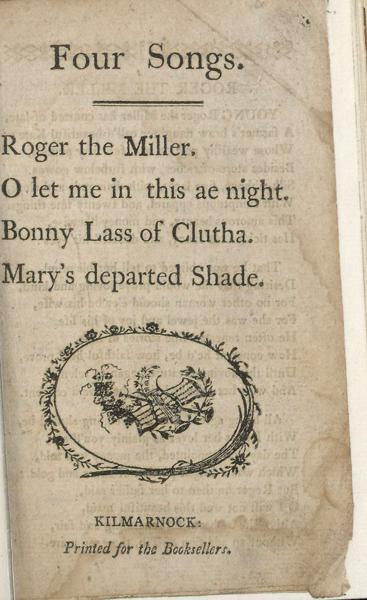 Four Songs.
Roger the Miller.
O let me in this ae night.
Bonny Lass of Clutha.
Mary's departed Shade.
KILMARNOCK:
Printed for the Booksellers.